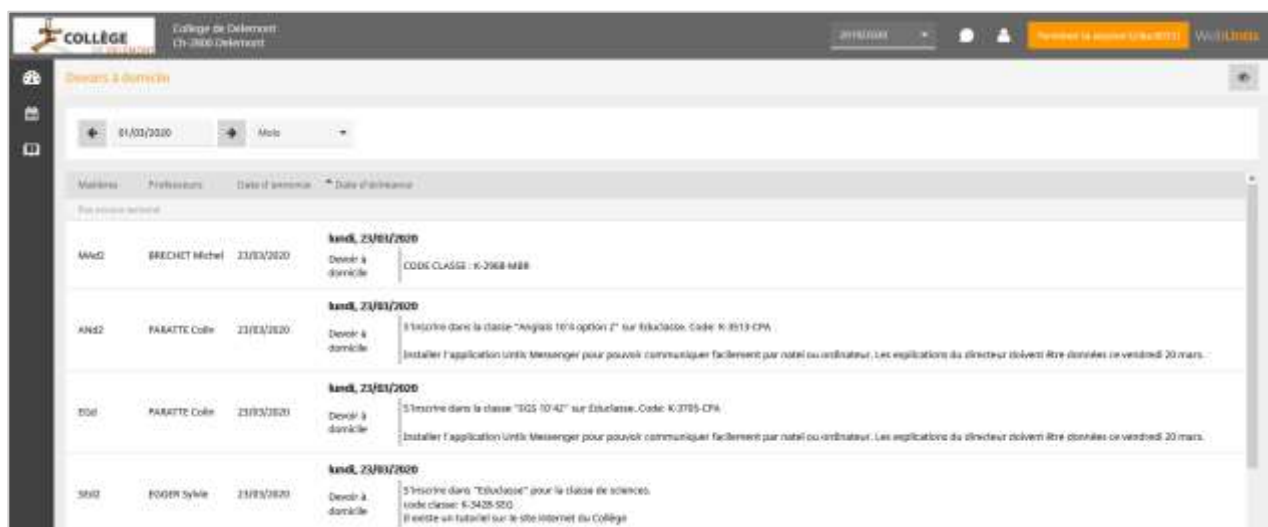 COLLÈGE
DE DELEMONT
Collège de Delémont
CH-2800 Delémont
2019/2020
WebUntis
Devoirs à domicile
01/03/2020
Mois
Matières Professeurs Date d'annonce Date d'échéance
lundi, 23/03/2020
MAd2 BRECHET Michel 23/03/2020 Devoir à domicile CODE CLASSE : K-2968-MBR
lundi, 23/03/2020
ANd2 PARATTE Colin 23/03/2020 Devoir à domicile S'inscrire dans la classe "Anglais 10'4 option 2" sur Educlasse. Code: K-3513-CPA
Installer l'application Untis Messenger pour pouvoir communiquer facilement par natel ou ordinateur. Les explications du directeur doivent être données ce vendredi 20 mars.
lundi, 23/03/2020
EGd PARATTE Colin 23/03/2020 Devoir à domicile S'inscrire dans la classe "SGS 10'42" sur Educlasse. Code: K-3705-CPA
Installer l'application Untis Messenger pour pouvoir communiquer facilement par natel ou ordinateur. Les explications du directeur doivent être données ce vendredi 20 mars.
lundi, 23/03/2020
SEd2 EGGER Sylvie 23/03/2020 Devoir à domicile S'inscrire dans "Educlasse" pour la classe de sciences.
code classe: K-3428-SEG
Il existe un tutoriel sur le site internet du Collège